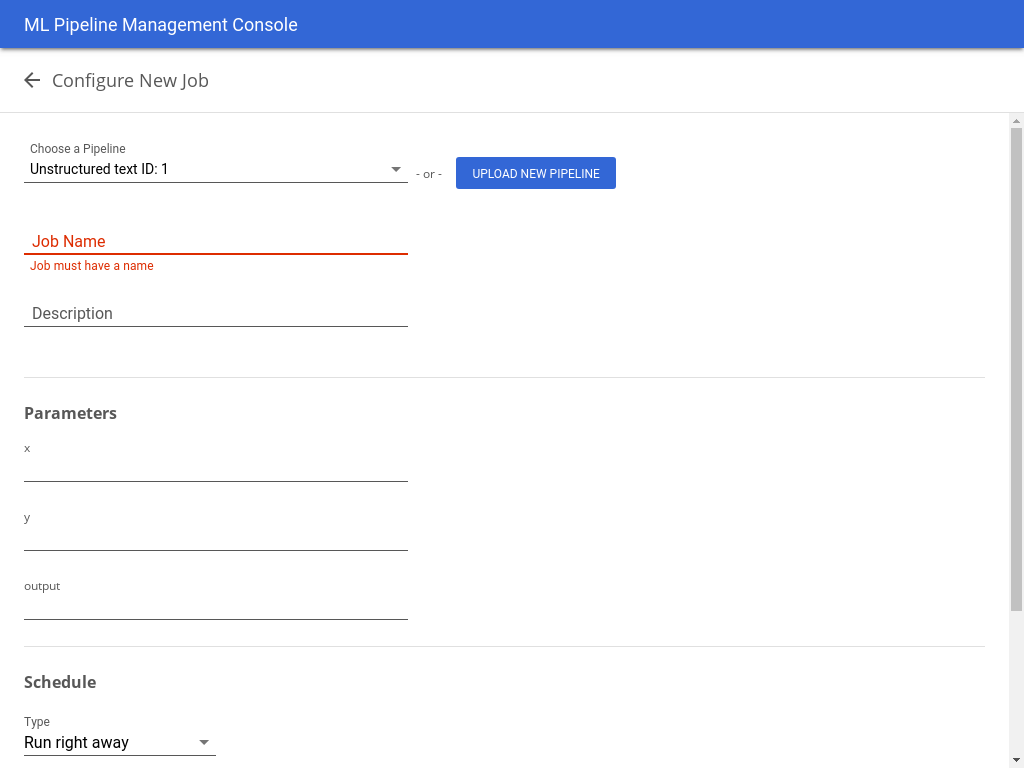 ML Pipeline Management Console
Configure New Job
Choose a Pipeline
Unstructured text ID: 1
- or -
UPLOAD NEW PIPELINE
Job Name
Job must have a name
Description
Parameters
x
y
output
Schedule
Type
Run right away